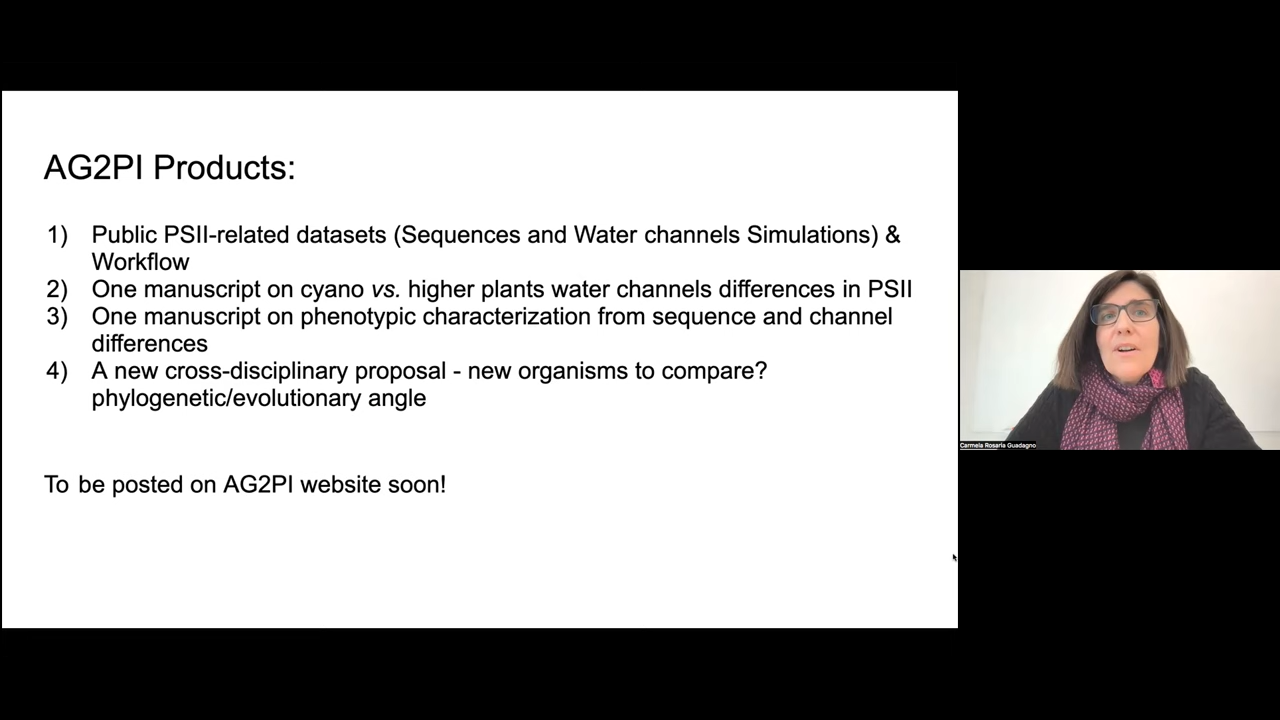 AG2PI Products:
1) Public PSII-related datasets (Sequences and Water channels Simulations) &
Workflow
2) One manuscript on cyano vs. higher plants water channels differences in PSII
3) One manuscript on phenotypic characterization from sequence and channel
differences
4) A new cross-disciplinary proposal - new organisms to compare?
phylogenetic/evolutionary angle
To be posted on AG2PI website soon!
Carmela Rosaria Guadagno